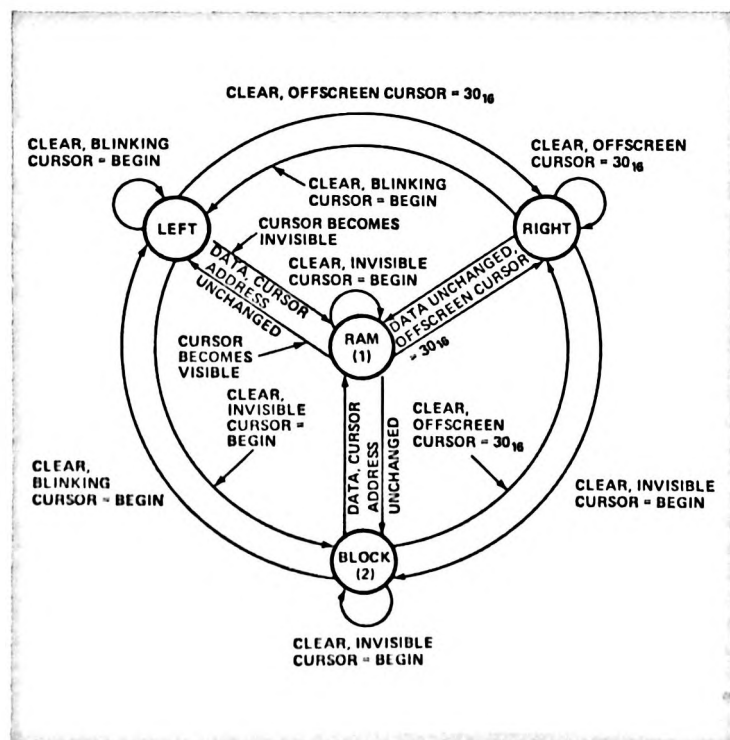 CLEAR, OFFSCREEN CURSOR = 30₁₆
CLEAR, BLINKING
CURSOR = BEGIN
CLEAR, OFFSCREEN
CURSOR = 30₁₆
CLEAR, BLINKING
CURSOR = BEGIN
LEFT
RIGHT
CURSOR BECOMES
INVISIBLE
DATA, CURSOR
ADDRESS
UNCHANGED
CLEAR, INVISIBLE
CURSOR = BEGIN
DATA UNCHANGED,
OFFSCREEN CURSOR
= 30₁₆
RAM
(1)
CURSOR
BECOMES
VISIBLE
CLEAR,
INVISIBLE
CURSOR =
BEGIN
CLEAR,
OFFSCREEN
CURSOR = 30₁₆
DATA, CURSOR
ADDRESS
UNCHANGED
CLEAR,
BLINKING
CURSOR = BEGIN
CLEAR, INVISIBLE
CURSOR = BEGIN
BLOCK
(2)
CLEAR, INVISIBLE
CURSOR = BEGIN